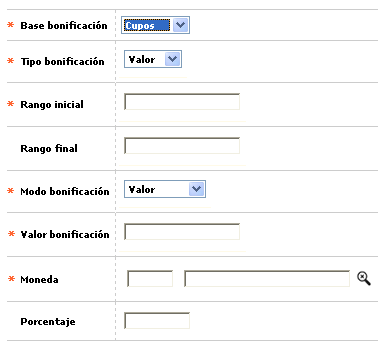 * Base bonificación Cupos
* Tipo bonificación Valor
* Rango inicial
Rango final
* Modo bonificación Valor
* Valor bonificación
* Moneda
Porcentaje